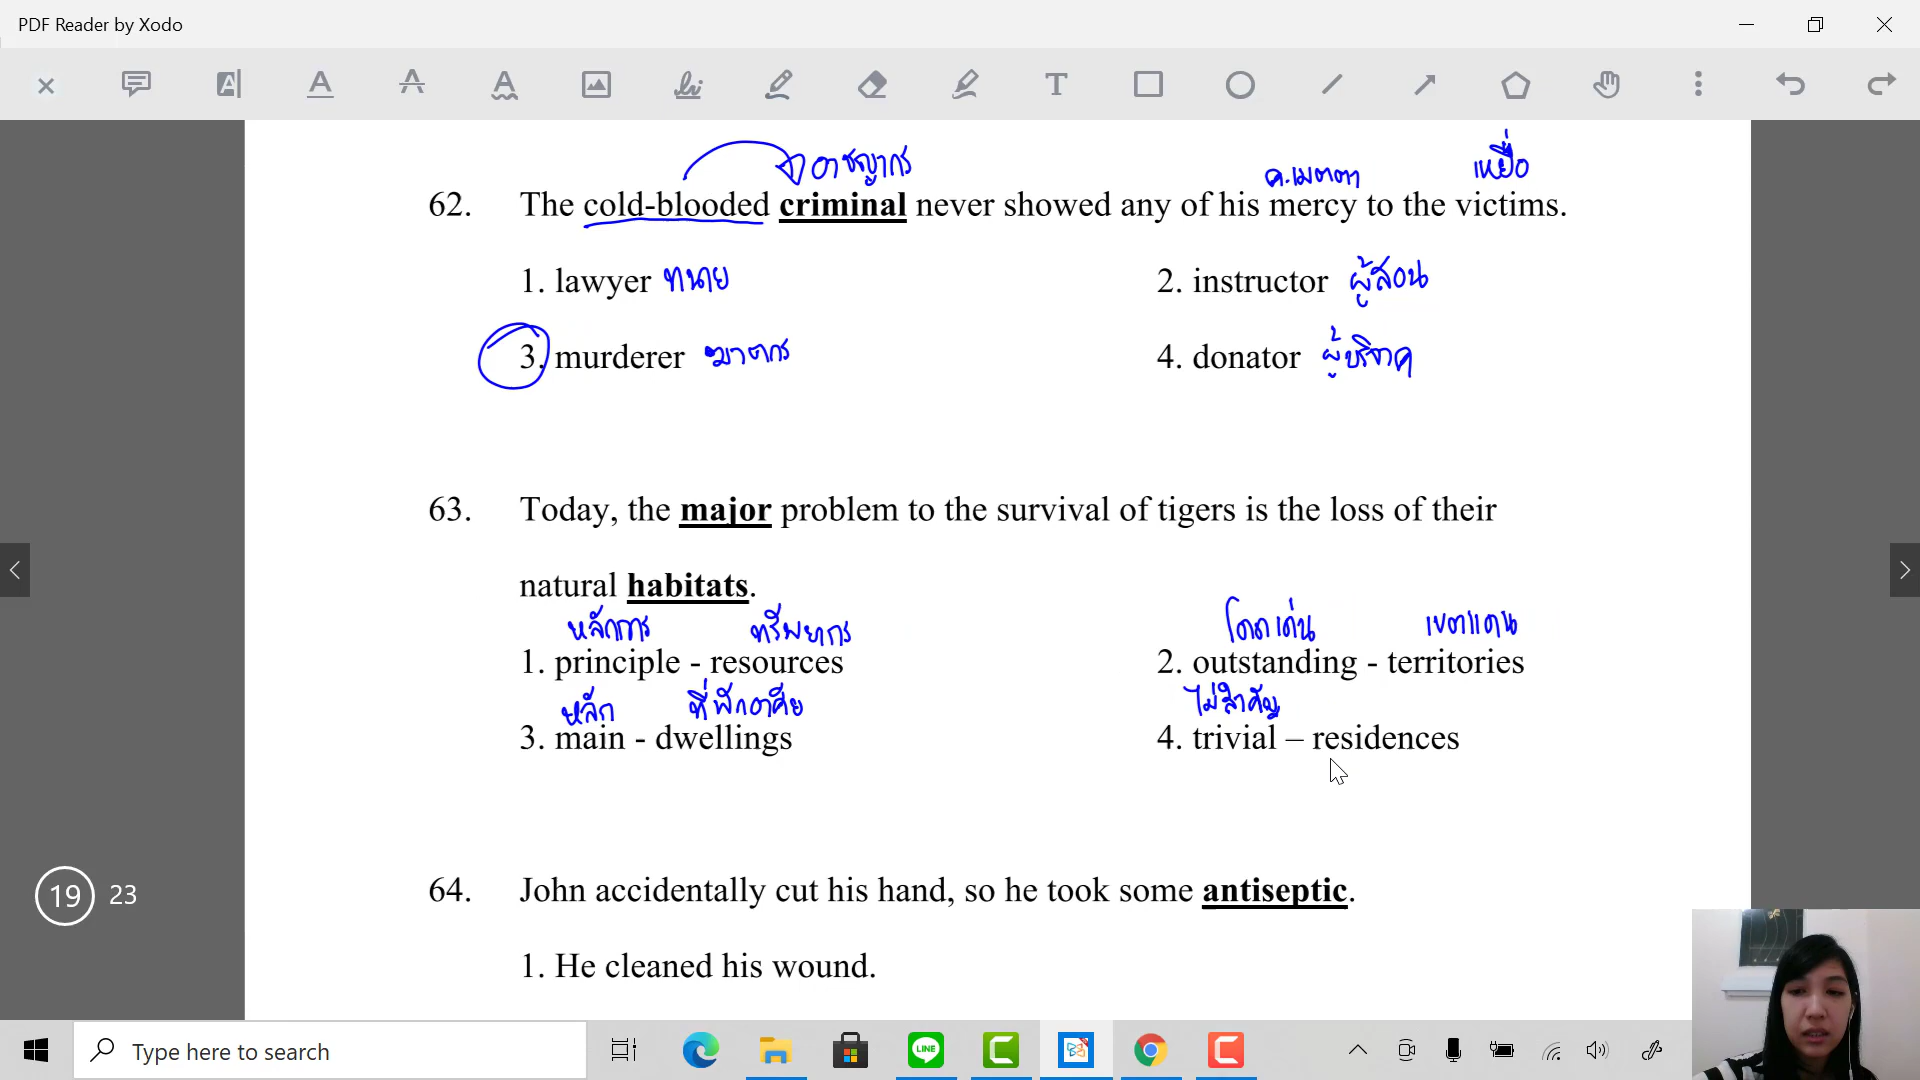 PDF Reader by Xodo
อาชญากร
ค.เมตตา
เหยื่อ
62. The cold-blooded criminal never showed any of his mercy to the victims.
1. lawyer ทนาย
2. instructor ผู้สอน
3. murderer ฆาตกร
4. donator ผู้บริจาค
63. Today, the major problem to the survival of tigers is the loss of their
natural habitats.
หลักการ ทรัพยากร
โดดเด่น เขตแดน
1. principle - resources
2. outstanding - territories
หลัก ที่พักอาศัย
ไม่สำคัญ
3. main - dwellings
4. trivial – residences
64. John accidentally cut his hand, so he took some antiseptic.
1. He cleaned his wound.
19 23
Type here to search
LINE